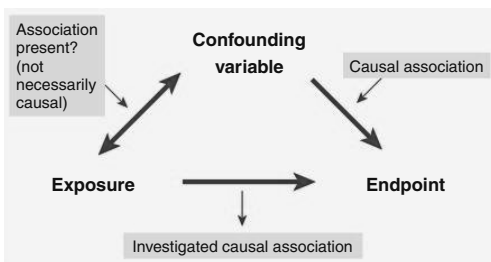 Association
present?
(not
necessarily
causal)
Confounding
variable
Causal association
Exposure
Endpoint
Investigated causal association